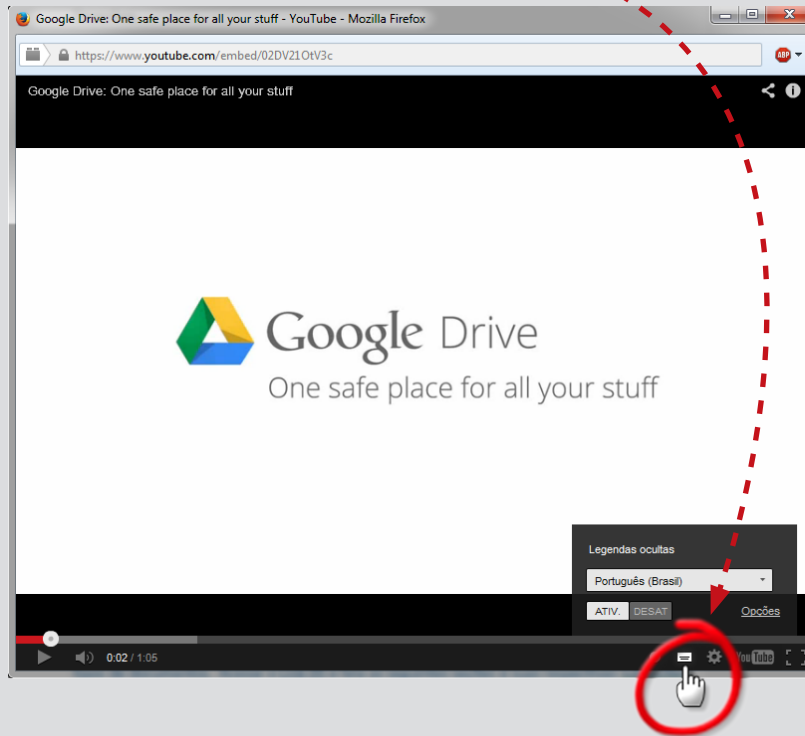 Google Drive: One safe place for all your stuff - YouTube - Mozilla Firefox
https://www.youtube.com/embed/02DV21OtV3c
ABP
Google Drive: One safe place for all your stuff
Google Drive
One safe place for all your stuff
Legendas ocultas
Português (Brasil)
ATIV. DESAT Opções
0:02 / 1:05
YouTube